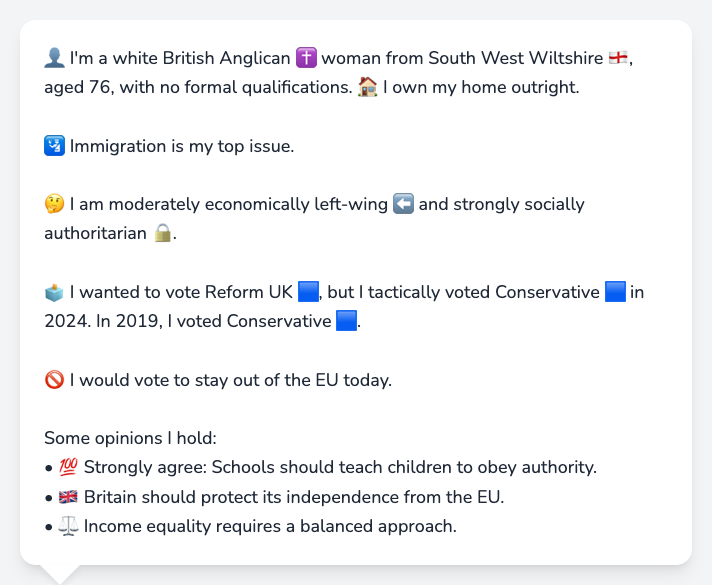 👤 I'm a white British Anglican ✝️ woman from South West Wiltshire 🏴󠁧󠁢󠁥󠁮󠁧󠁿,
aged 76, with no formal qualifications. 🏠 I own my home outright.
🛂 Immigration is my top issue.
🤔 I am moderately economically left-wing ⬅️ and strongly socially
authoritarian 🔒.
🗳️ I wanted to vote Reform UK 🟦, but I tactically voted Conservative 🟦 in
2024. In 2019, I voted Conservative 🟦.
🚫 I would vote to stay out of the EU today.
Some opinions I hold:
• 💯 Strongly agree: Schools should teach children to obey authority.
• 🇬🇧 Britain should protect its independence from the EU.
• ⚖️ Income equality requires a balanced approach.